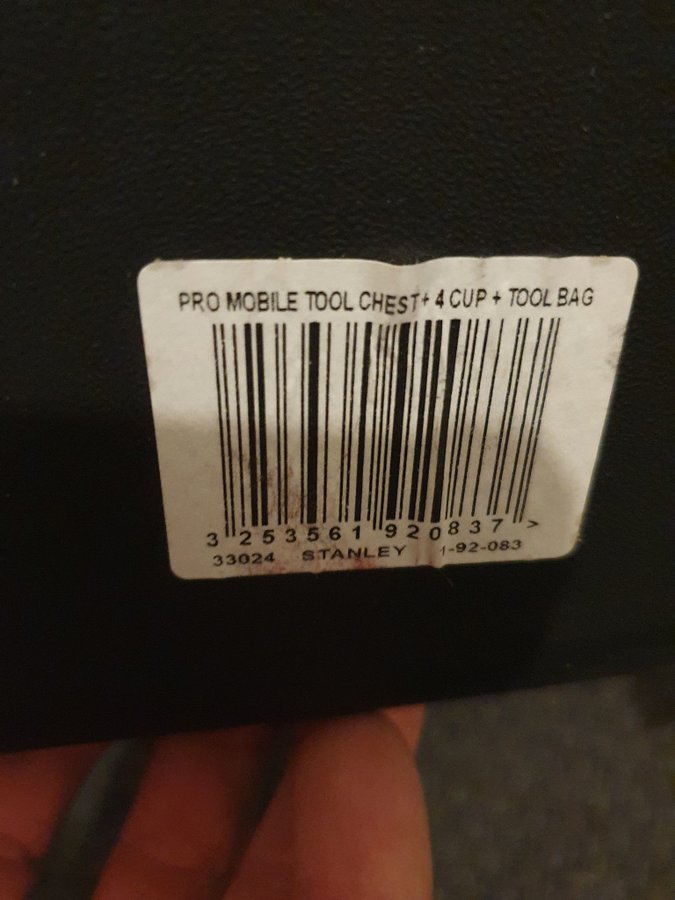 PRO MOBILE TOOL CHEST + 4 CUP + TOOL BAG
3 253561 920837 >
33024 STANLEY 1-92-083